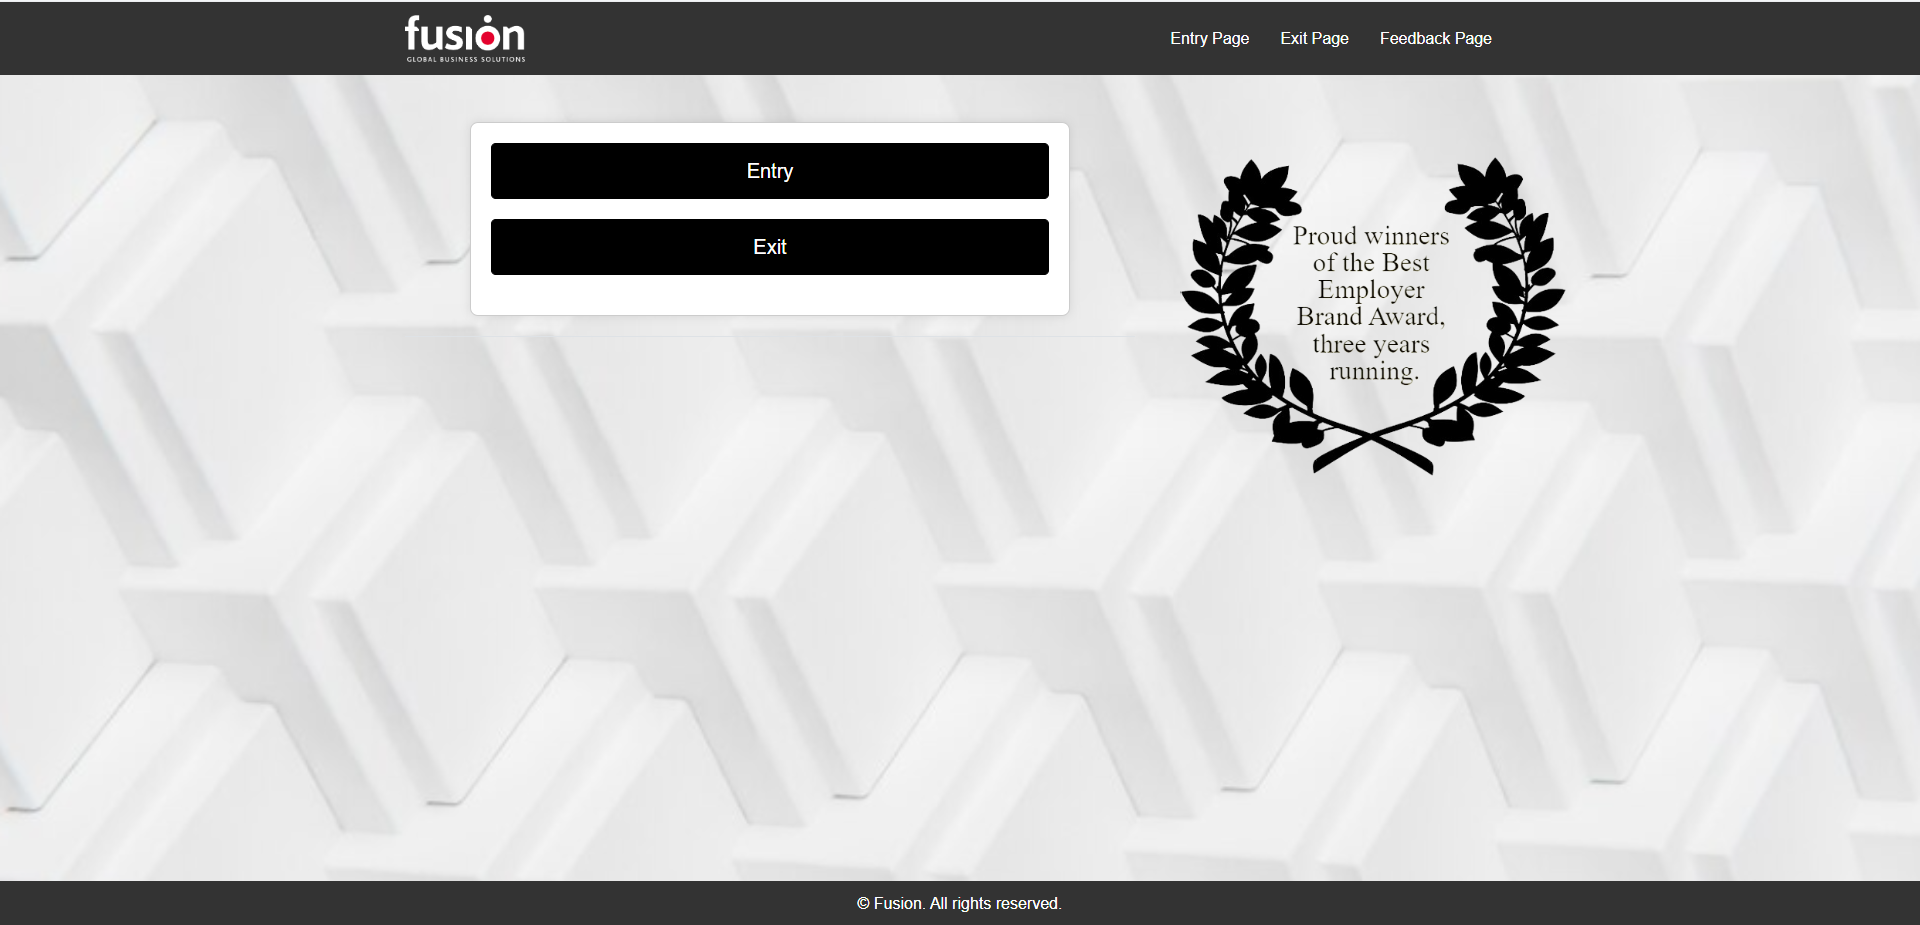 fusion
GLOBAL BUSINESS SOLUTIONS
Entry Page
Exit Page
Feedback Page
Entry
Exit
Proud winners
of the Best
Employer
Brand Award,
three years
running.
© Fusion. All rights reserved.